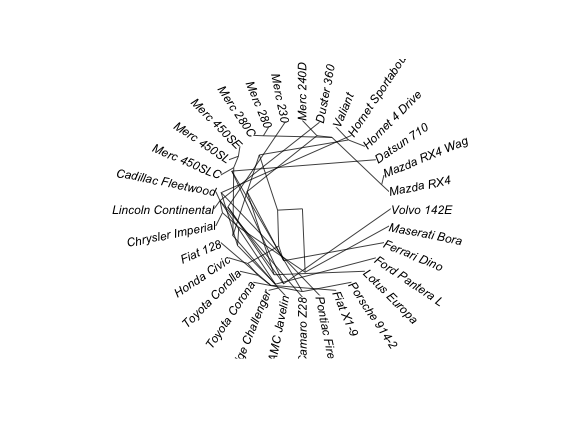 Mazda RX4
Mazda RX4 Wag
Datsun 710
Hornet 4 Drive
Hornet Sportabou
Valiant
Duster 360
Merc 240D
Merc 230
Merc 280
Merc 280C
Merc 450SE
Merc 450SL
Merc 450SLC
Cadillac Fleetwood
Lincoln Continental
Chrysler Imperial
Fiat 128
Honda Civic
Toyota Corolla
Toyota Corona
ge Challenger
AMC Javelin
Camaro Z28
Pontiac Fire
Fiat X1-9
Porsche 914-2
Lotus Europa
Ford Pantera L
Ferrari Dino
Maserati Bora
Volvo 142E